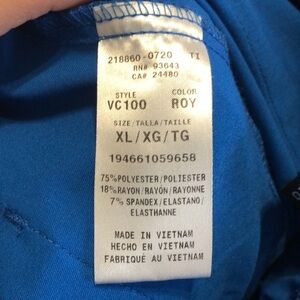 218860-0720 TI
RN# 93643
CA# 24480
STYLE COLOR
VC100 ROY
SIZE/TALLA/TAILLE
XL/XG/TG
194661059658
75%POLYESTER/POLIESTER
18%RAYON/RAYÓN/RAYONNE
7% SPANDEX/ELASTANO/
ELASTHANNE
MADE IN VIETNAM
HECHO EN VIETNAM
FABRIQUÉ AU VIETNAM